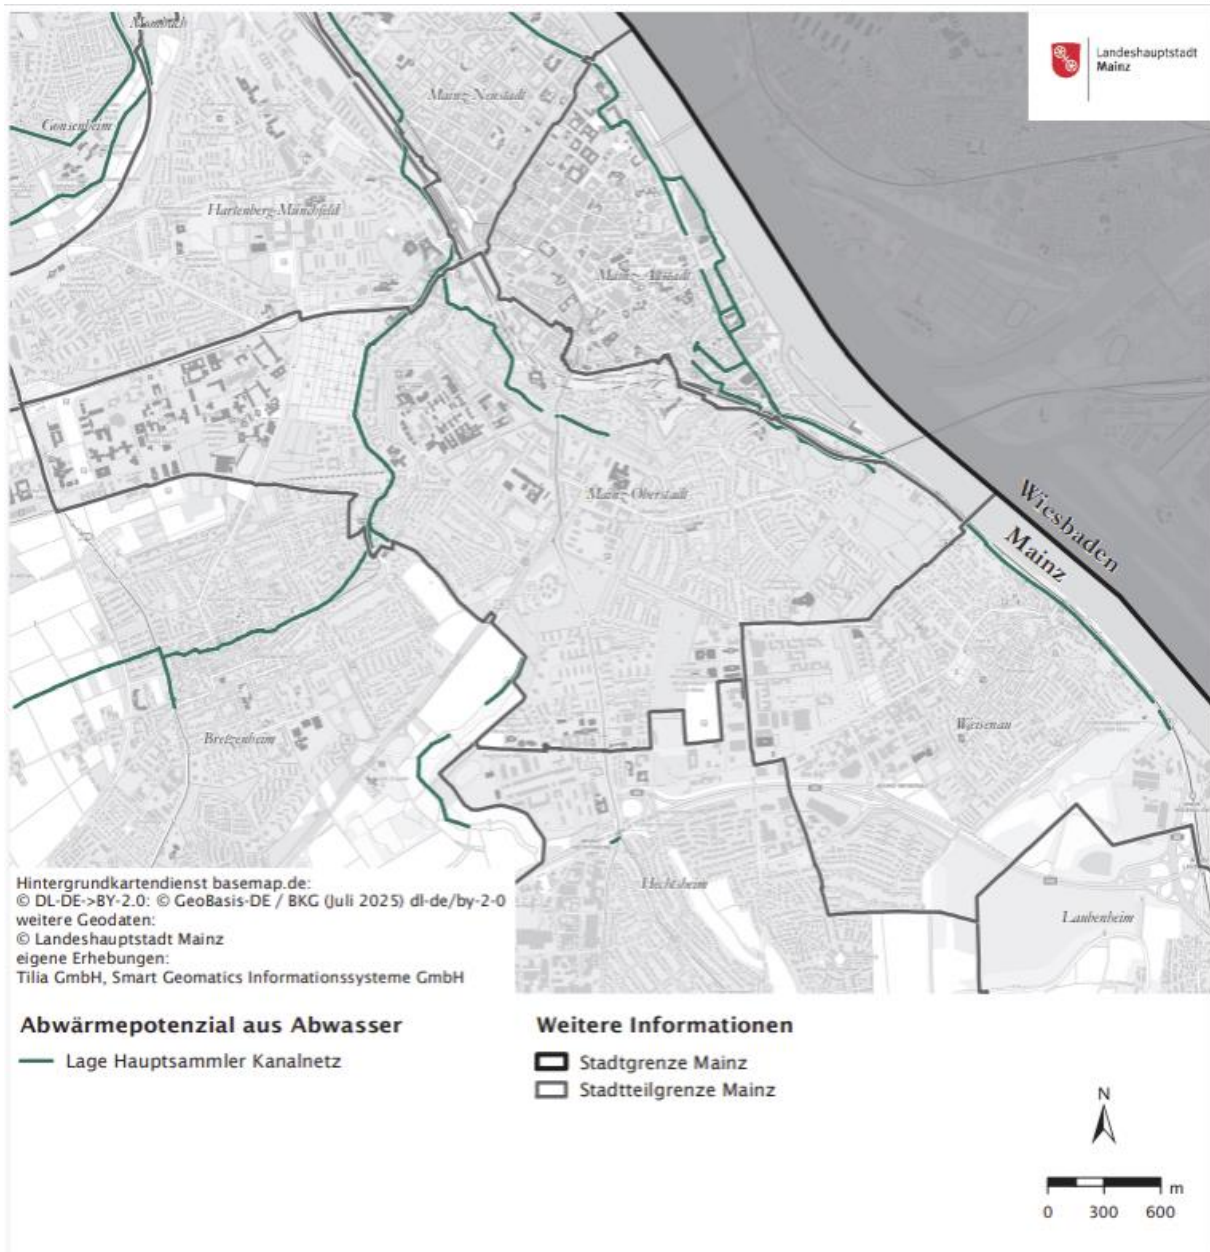 Mombach
Landeshauptstadt
Mainz
Mainz-Neustadt
Gonsenheim
Hartenberg-Münchfeld
Mainz-Altstadt
Mainz-Oberstadt
Wiesbaden
Mainz
Weisenau
Bretzenheim
Hechtsheim
Laubenheim
Hintergrundkartendienst basemap.de:
© DL-DE->BY-2.0: © GeoBasis-DE / BKG (Juli 2025) dl-de/by-2-0
weitere Geodaten:
© Landeshauptstadt Mainz
eigene Erhebungen:
Tilia GmbH, Smart Geomatics Informationssysteme GmbH
Abwärmepotenzial aus Abwasser
Lage Hauptsammler Kanalnetz
Weitere Informationen
Stadtgrenze Mainz
Stadtteilgrenze Mainz
N
m
0 300 600